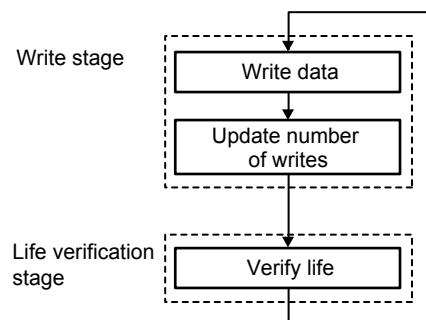 Write stage
Write data
Update number
of writes
Life verification
stage
Verify life